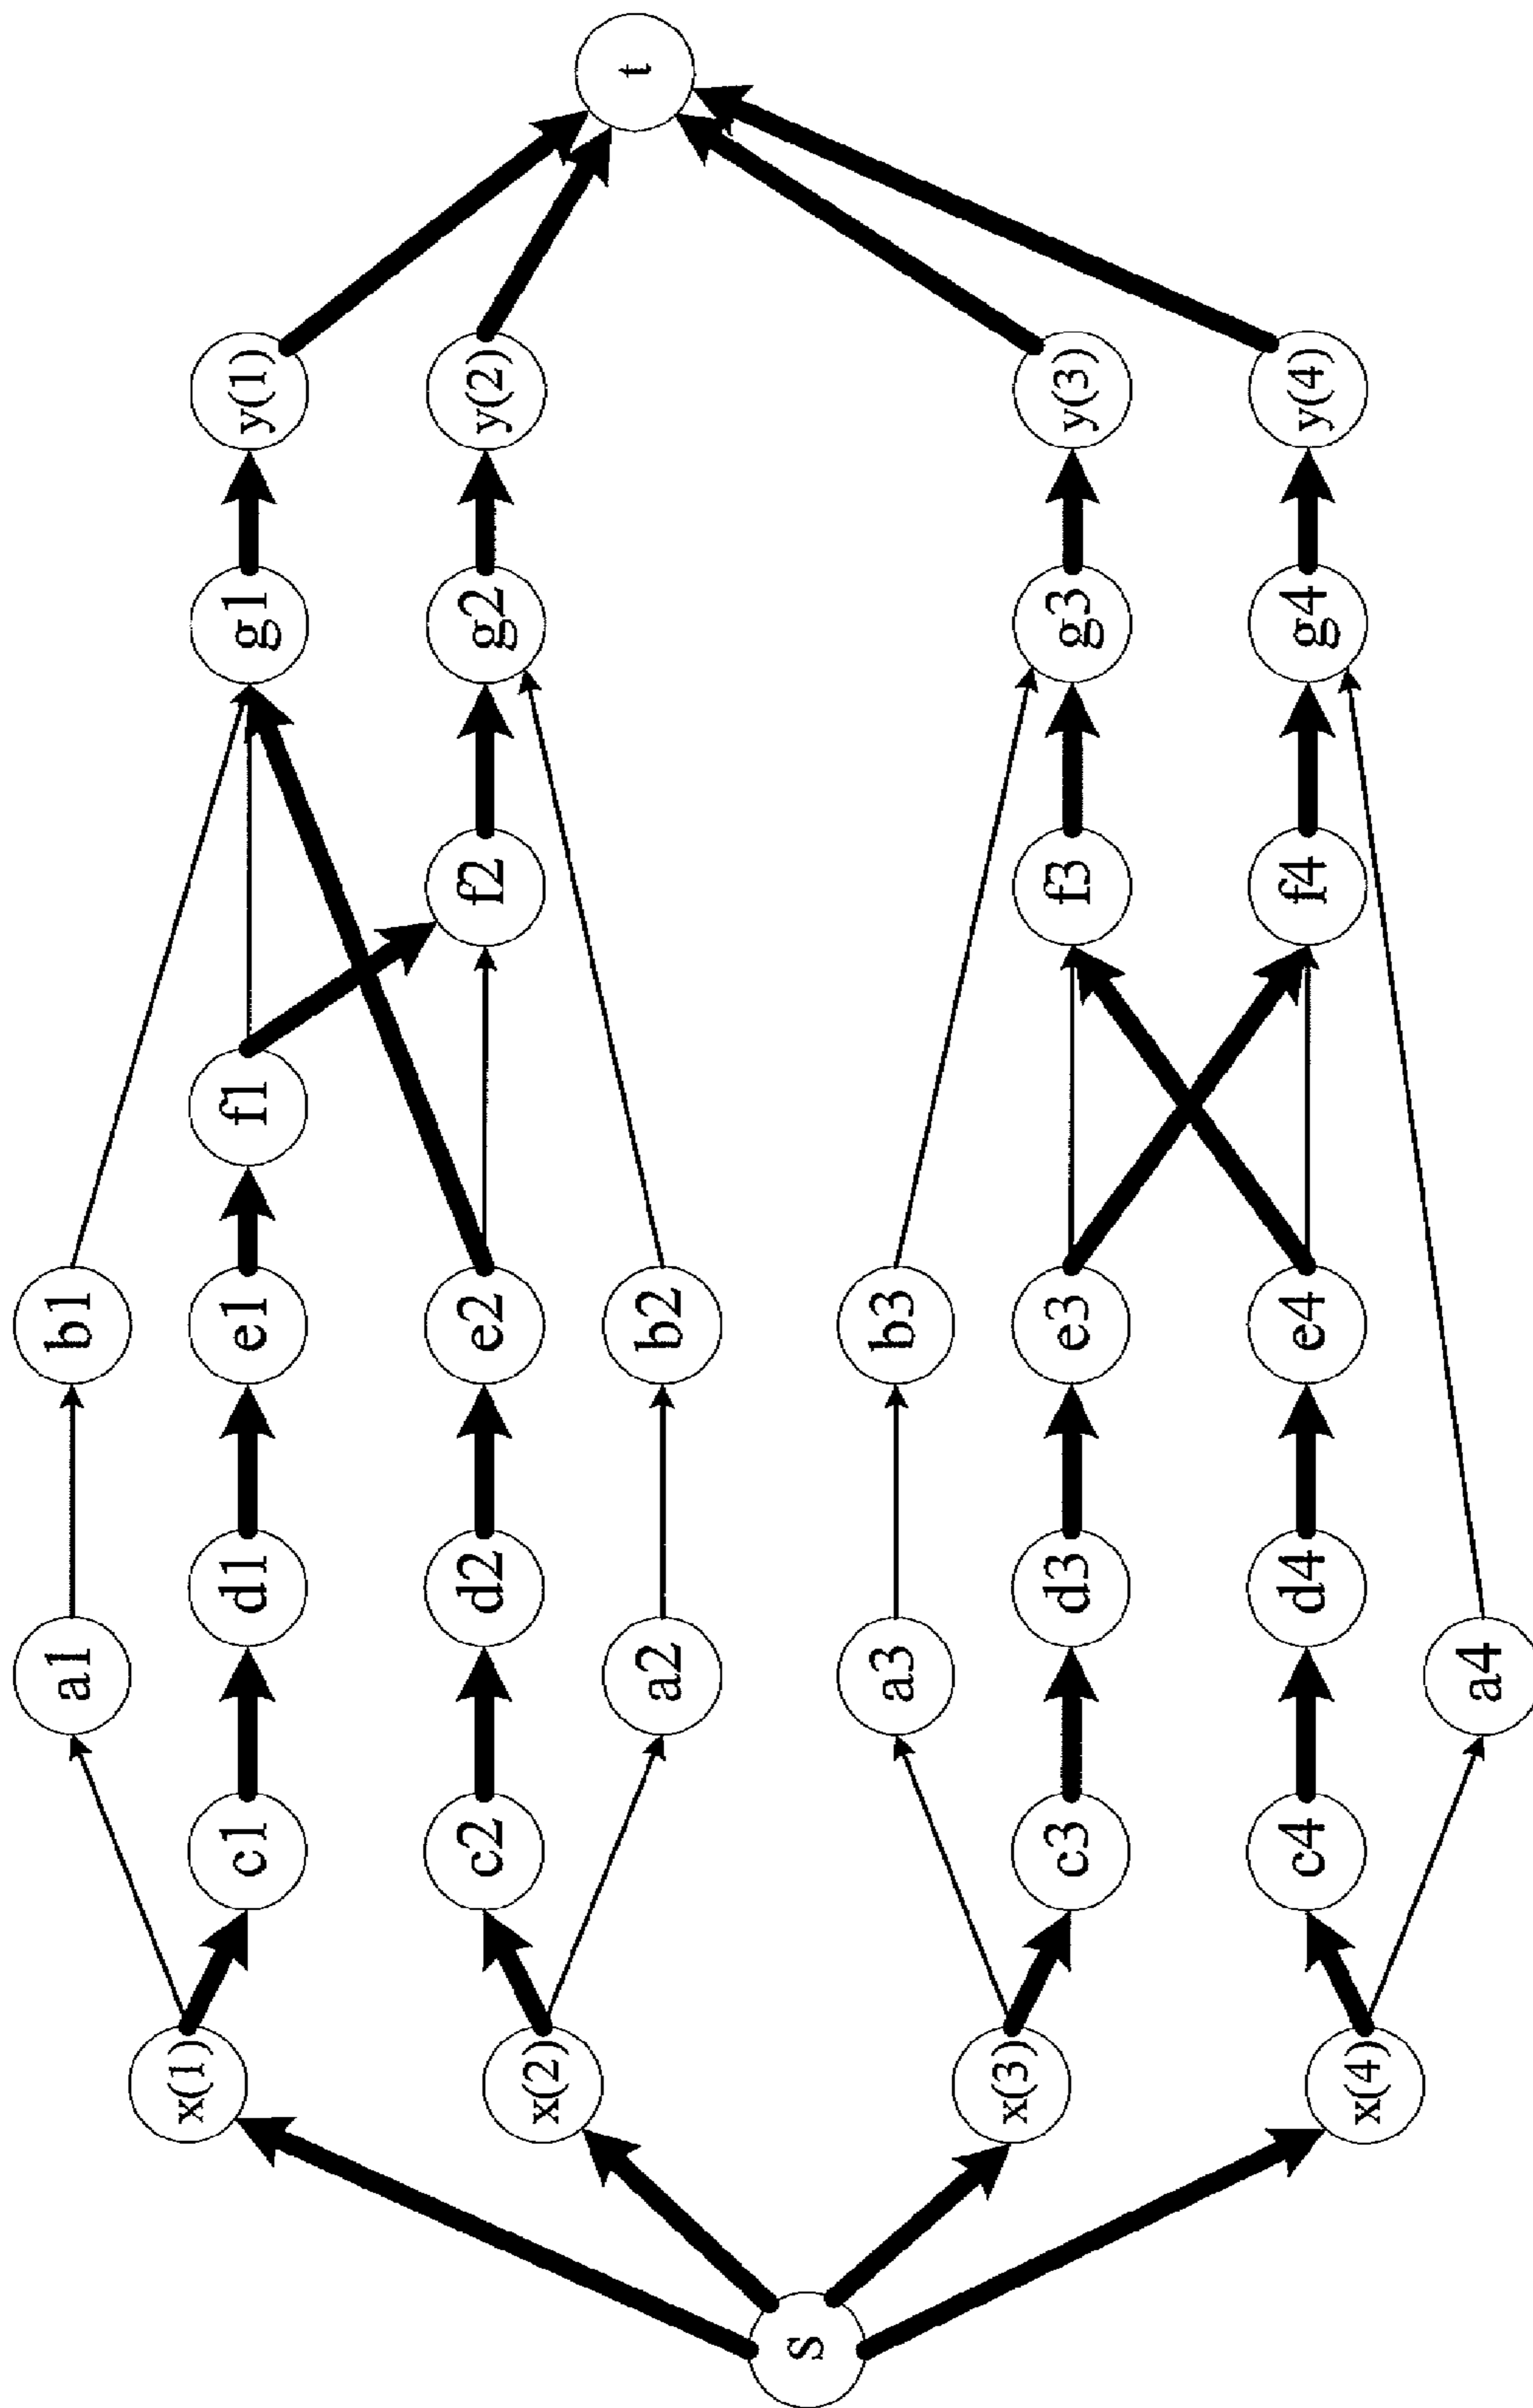 S
x(1)
x(2)
x(3)
x(4)
a1
c1
c2
a2
a3
c3
c4
a4
d1
d2
d3
d4
b1
e1
e2
b2
b3
e3
e4
f1
f2
f3
f4
g1
g2
g3
g4
y(1)
y(2)
y(3)
y(4)
t